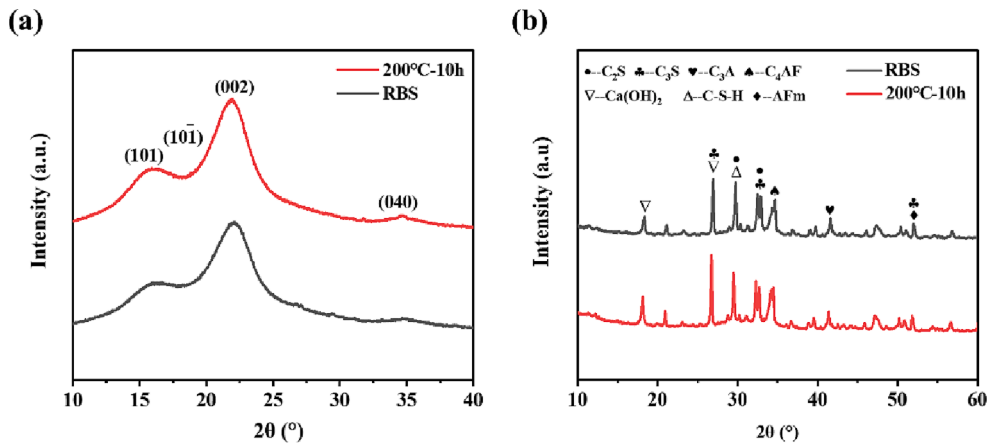 (a)
200°C-10h
RBS
(002)
(101̄)
(101)
(040)
Intensity (a.u.)
10 15 20 25 30 35 40
2θ (°)
(b)
●--C₂S ♣--C₃S ♥--C₃A ♠--C₄AF
▽--Ca(OH)₂ Δ--C-S-H ♦--AFm
RBS
200°C-10h
Intensity (a.u)
10 20 30 40 50 60
2θ (°)